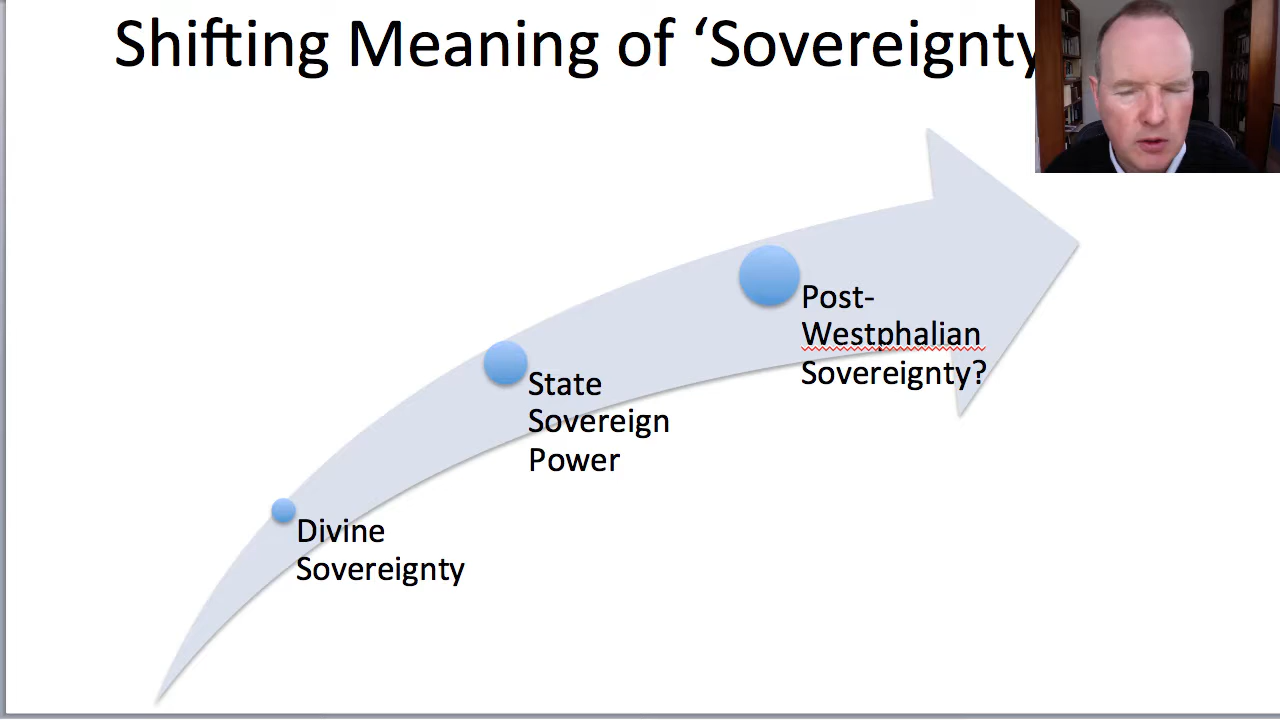 Shifting Meaning of ‘Sovereignty
Divine
Sovereignty
State
Sovereign
Power
Post-
Westphalian
Sovereignty?